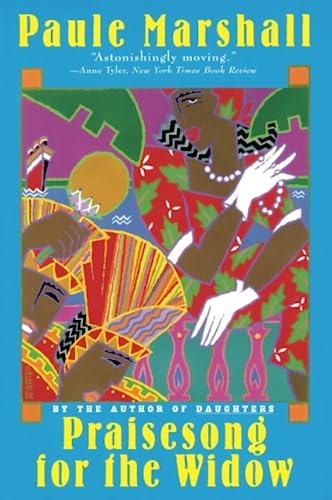 Paule Marshall
“Astonishingly moving.”
—Anne Tyler, New York Times Book Review
BY THE AUTHOR OF DAUGHTERS
Praisesong
for the Widow